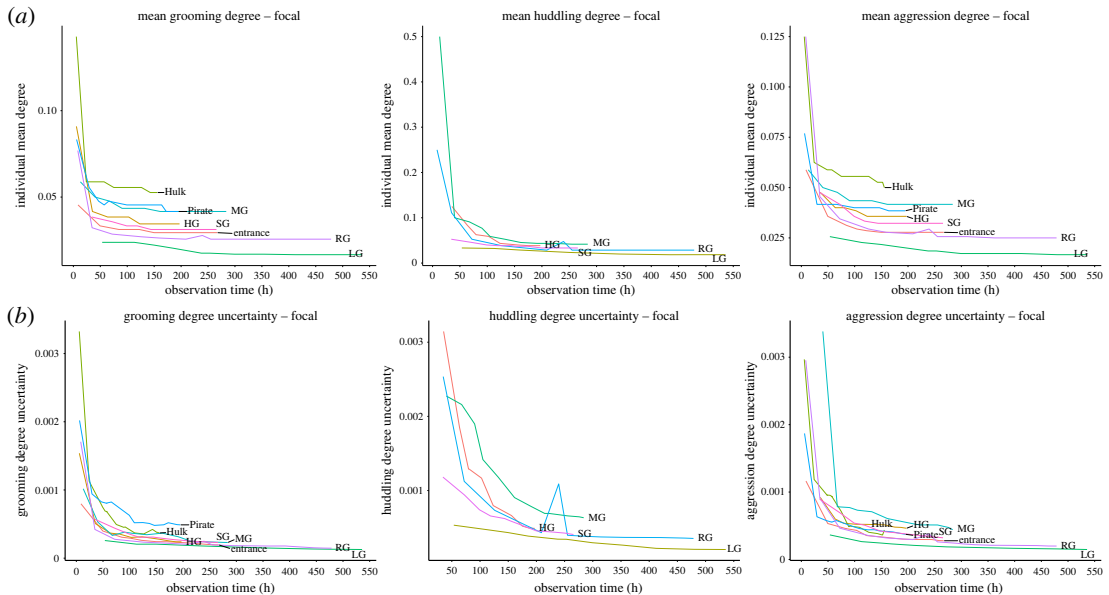 (a)
mean grooming degree – focal
individual mean degree
0.10
0.05
0 50 100 150 200 250 300 350 400 450 500 550
observation time (h)
Hulk
Pirate
MG
HG
SG
entrance
RG
LG
mean huddling degree – focal
individual mean degree
0.5
0.4
0.3
0.2
0.1
0
0 50 100 150 200 250 300 350 400 450 500 550
observation time (h)
HG
MG
SG
RG
LG
mean aggression degree – focal
individual mean degree
0.125
0.100
0.075
0.050
0.025
0 50 100 150 200 250 300 350 400 450 500 550
observation time (h)
Hulk
MG
Pirate
HG
SG
entrance
RG
LG
(b)
grooming degree uncertainty – focal
grooming degree uncertainty
0.003
0.002
0.001
0
0 50 100 150 200 250 300 350 400 450 500 550
observation time (h)
Pirate
Hulk
HG
SG
MG
entrance
RG
LG
huddling degree uncertainty – focal
huddling degree uncertainty
0.003
0.002
0.001
50 100 150 200 250 300 350 400 450 500 550
observation time (h)
MG
HG
SG
RG
LG
aggression degree uncertainty – focal
aggression degree uncertainty
0.003
0.002
0.001
0
0 50 100 150 200 250 300 350 400 450 500 550
observation time (h)
Hulk
HG
MG
Pirate
SG
entrance
RG
LG